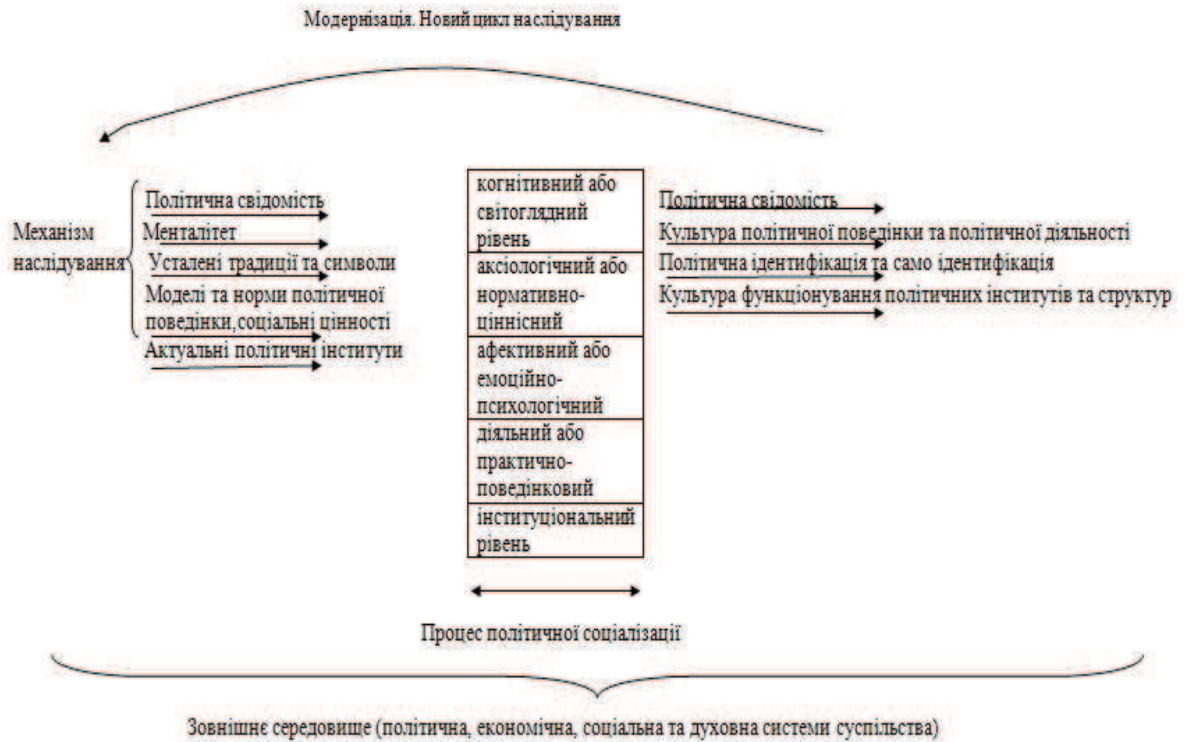 Модернізація. Новий цикл наслідування
Механізм
наслідування
Політична свідомість
Менталітет
Усталені традиції та символи
Моделі та норми політичної
поведінки,соціальні цінності
Актуальні політичні інститути
когнітивний або
світоглядний
рівень
аксіологічний або
нормативно-
ціннісний
афективний або
емоційно-
психологічний
діяльний або
практично-
поведінковий
інституціональний
рівень
Політична свідомість
Культура політичної поведінки та політичної діяльності
Політична ідентифікація та само ідентифікація
Культура функціонування політичних інститутів та структур
Процес політичної соціалізації
Зовнішнє середовище (політична, економічна, соціальна та духовна системи суспільства)